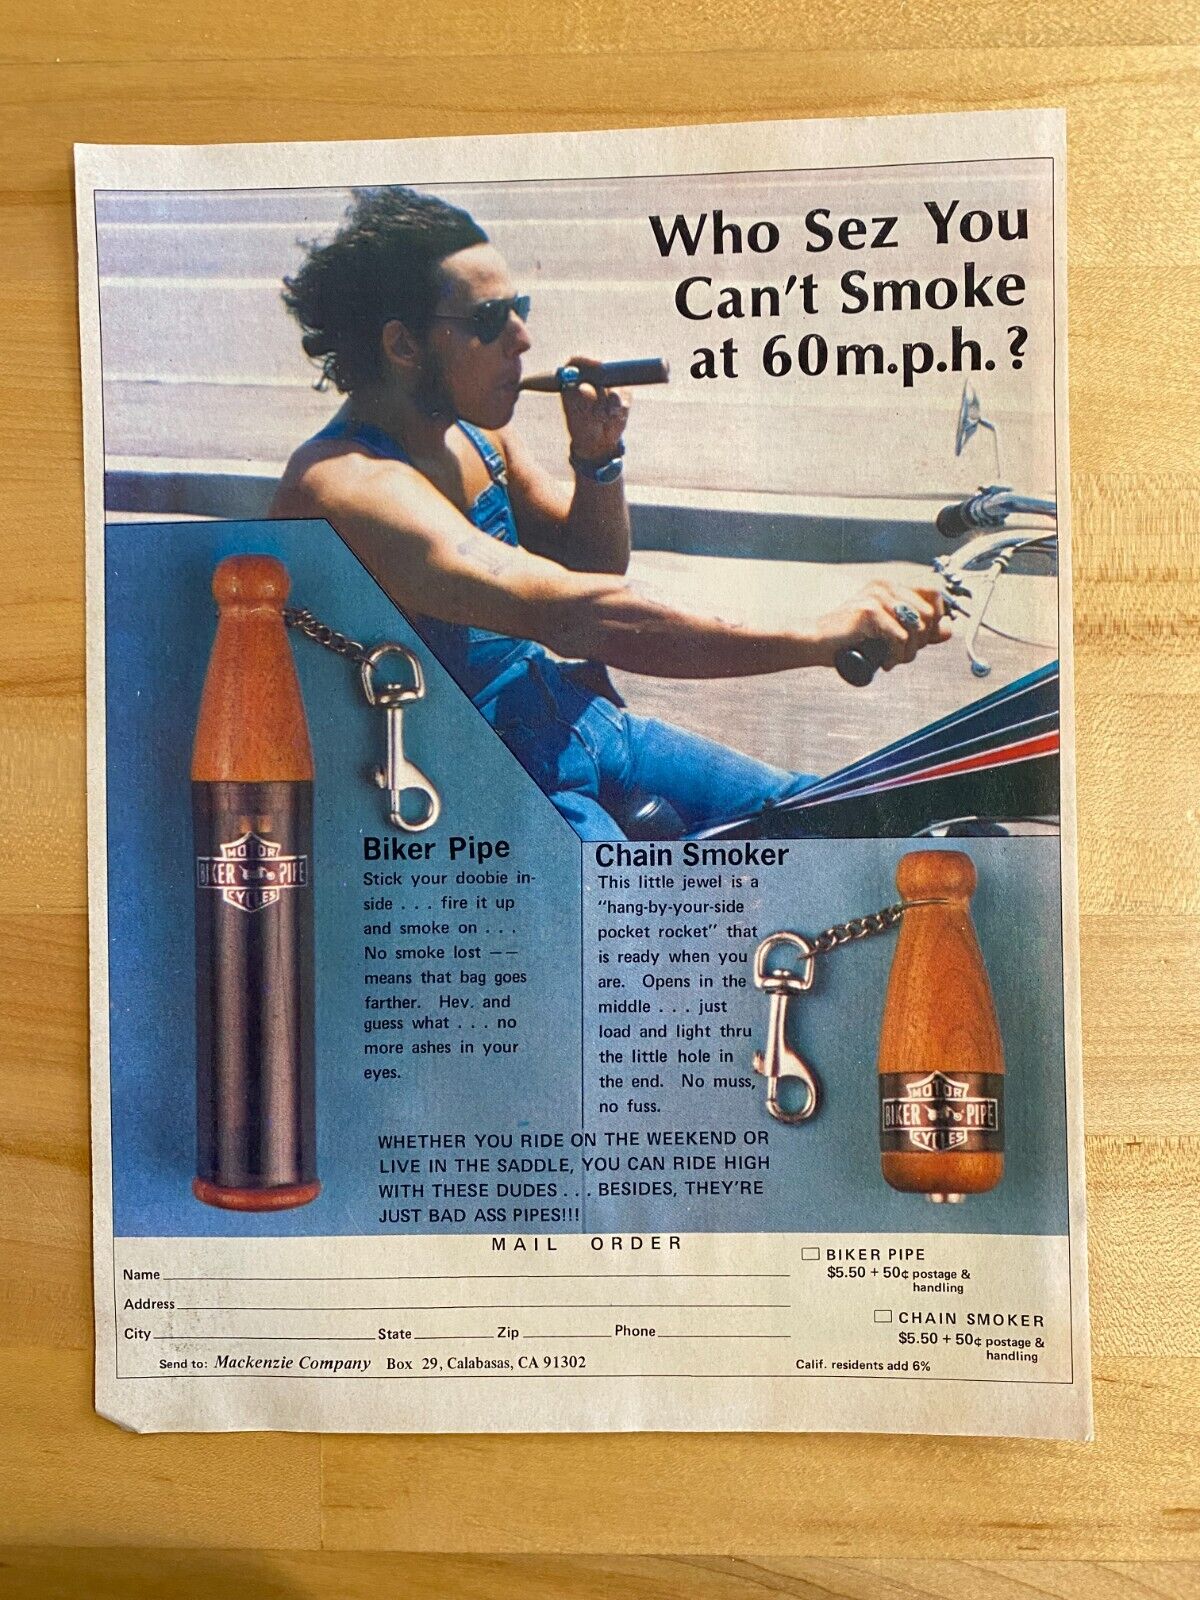 Who Sez You
Can't Smoke
at 60m.p.h.?
MOTOR
BIKER PIPE
CYCLES
Biker Pipe
Stick your doobie in-
side . . . fire it up
and smoke on . . .
No smoke lost ——
means that bag goes
farther. Hey. and
guess what . . . no
more ashes in your
eyes.
Chain Smoker
This little jewel is a
"hang-by-your-side
pocket rocket" that
is ready when you
are. Opens in the
middle . . . just
load and light thru
the little hole in
the end. No muss,
no fuss.
MOTOR
BIKER PIPE
CYCLES
WHETHER YOU RIDE ON THE WEEKEND OR
LIVE IN THE SADDLE, YOU CAN RIDE HIGH
WITH THESE DUDES . . . BESIDES, THEY'RE
JUST BAD ASS PIPES!!!
MAIL ORDER
Name
Address
City State Zip Phone
Send to: Mackenzie Company Box 29, Calabasas, CA 91302
BIKER PIPE
$5.50 + 50¢ postage &
handling
CHAIN SMOKER
$5.50 + 50¢ postage &
handling
Calif. residents add 6%